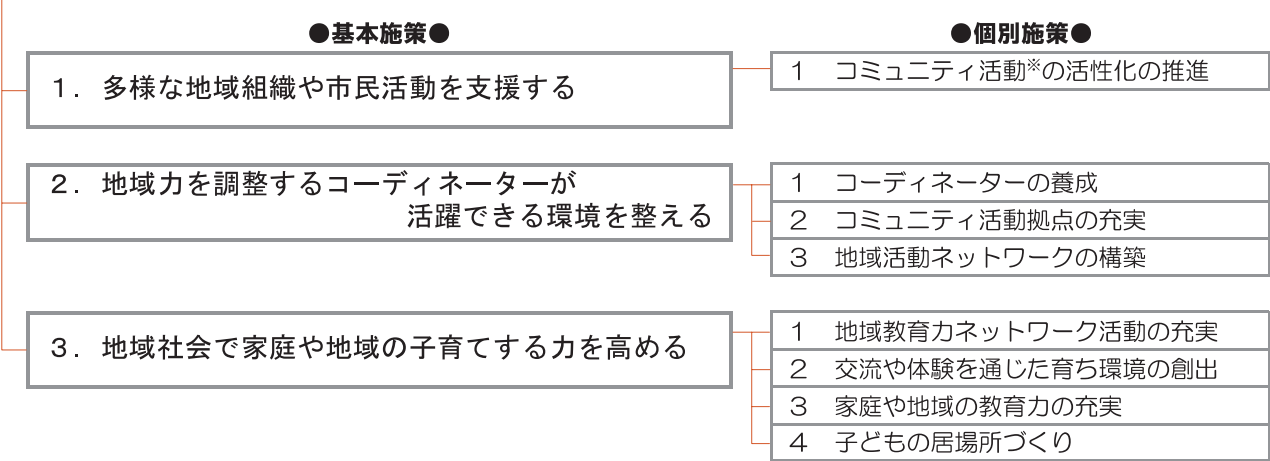 ●基本施策●
●個別施策●
１．多様な地域組織や市民活動を支援する
１　コミュニティ活動※の活性化の推進
２．地域力を調整するコーディネーターが
活躍できる環境を整える
１　コーディネーターの養成
２　コミュニティ活動拠点の充実
３　地域活動ネットワークの構築
３．地域社会で家庭や地域の子育てする力を高める
１　地域教育力ネットワーク活動の充実
２　交流や体験を通じた育ち環境の創出
３　家庭や地域の教育力の充実
４　子どもの居場所づくり